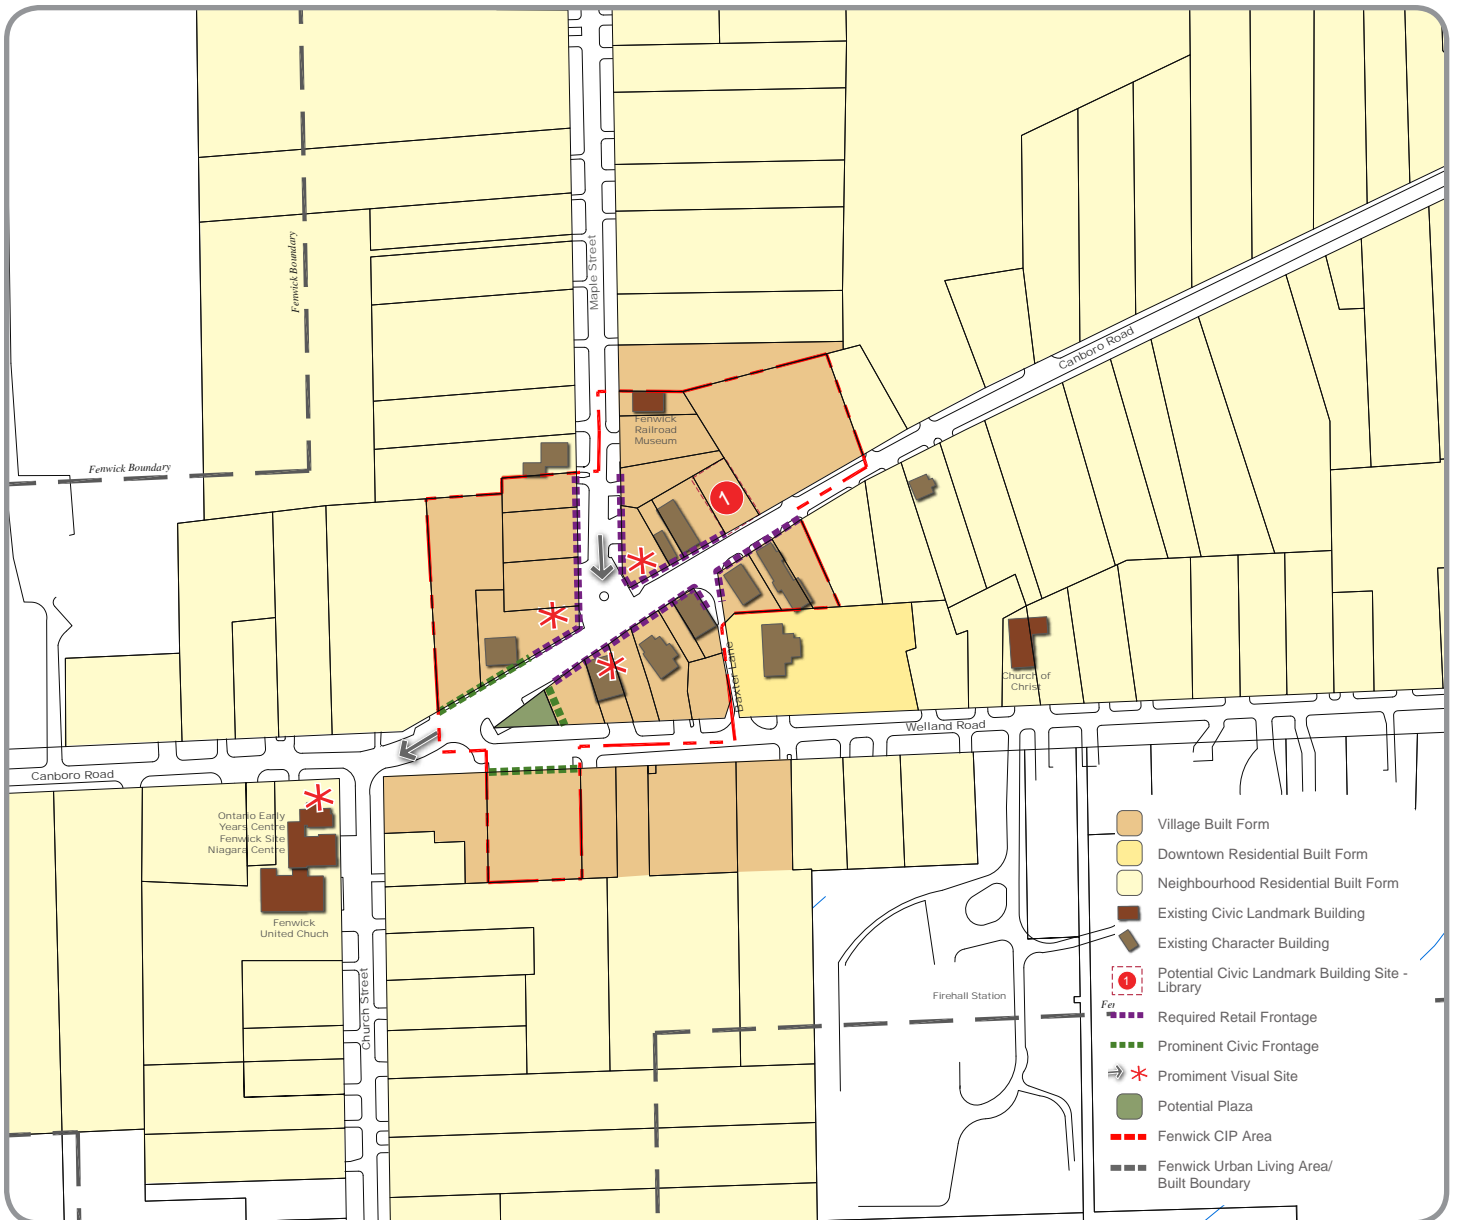 Maple Street
Fenwick Boundary
Canboro Road
Fenwick
Railroad
Museum
Fenwick Boundary
1
Baxter Lane
Church of
Christ
Welland Road
Canboro Road
Ontario Early
Years Centre
Fenwick Site
Niagara Centre
Fenwick
United Chuch
Church Street
Firehall Station
Fer
Village Built Form
Downtown Residential Built Form
Neighbourhood Residential Built Form
Existing Civic Landmark Building
Existing Character Building
1
Potential Civic Landmark Building Site -
Library
Required Retail Frontage
Prominent Civic Frontage
Promiment Visual Site
Potential Plaza
Fenwick CIP Area
Fenwick Urban Living Area/
Built Boundary